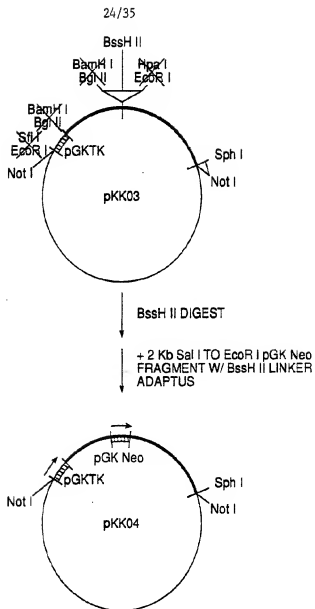 24/35
BssH II
BamH I
Bgl II
Hpa I
EcoR I
BamH I
Bgl II
Sfi I
EcoR I
pGKTK
Not I
Sph I
Not I
pKK03
BssH II DIGEST
+ 2 Kb Sal I TO EcoR I pGK Neo
FRAGMENT W/ BssH II LINKER
ADAPTUS
pGK Neo
pGKTK
Not I
Sph I
Not I
pKK04